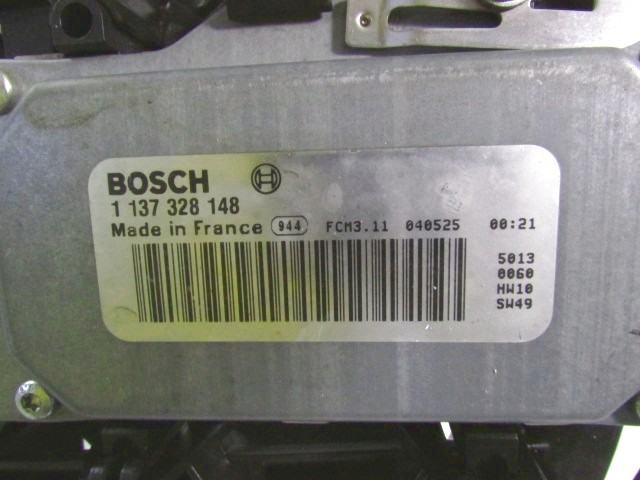 BOSCH
1 137 328 148
Made in France 944 FCM3.11 040525 00:21
5013
0060
HW10
SW49